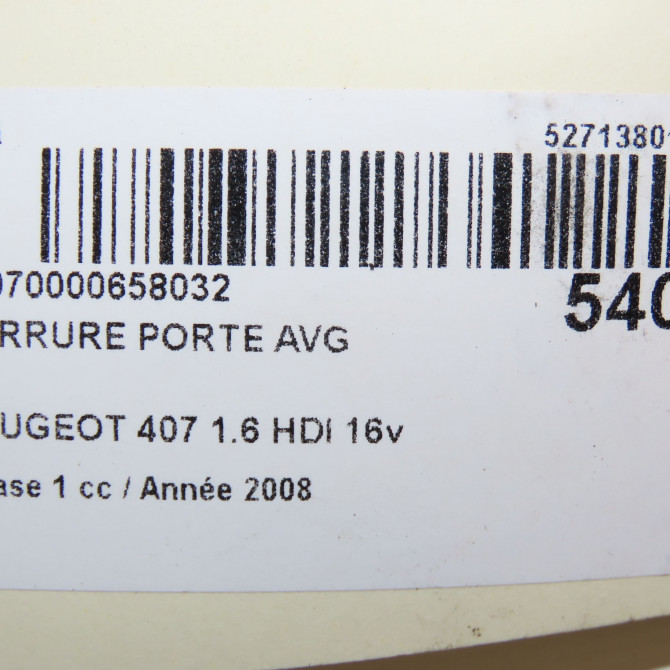 52713801
070000658032
540
RRURE PORTE AVG
UGEOT 407 1.6 HDI 16v
ase 1 cc / Année 2008